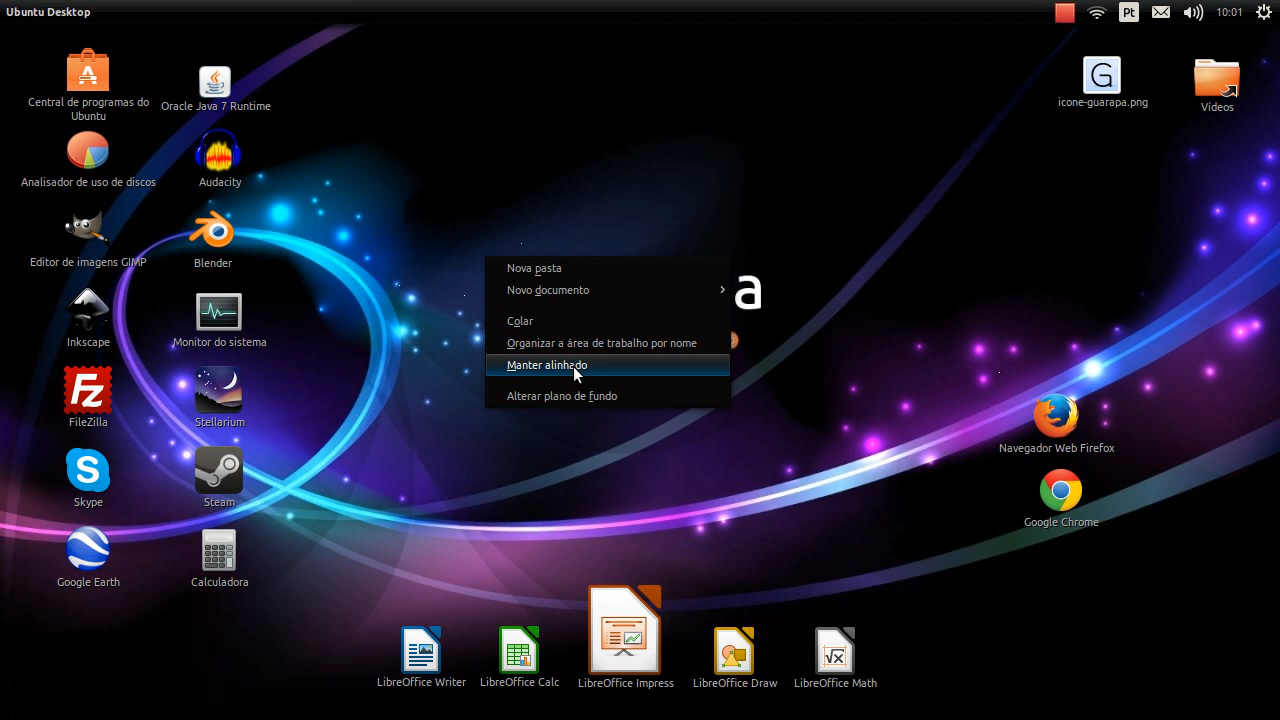 Ubuntu Desktop
Pt
10:01
Central de programas do
Ubuntu
Oracle Java 7 Runtime
G
icone-guarapa.png
Vídeos
Analisador de uso de discos
Audacity
Editor de imagens GIMP
Blender
Nova pasta
Novo documento
a
Colar
Organizar a área de trabalho por nome
Manter alinhado
Alterar plano de fundo
Inkscape
Monitor do sistema
Fz
FileZilla
Stellarium
Navegador Web Firefox
S
Skype
Steam
Google Chrome
Google Earth
Calculadora
√x
LibreOffice Writer
LibreOffice Calc
LibreOffice Impress
LibreOffice Draw
LibreOffice Math